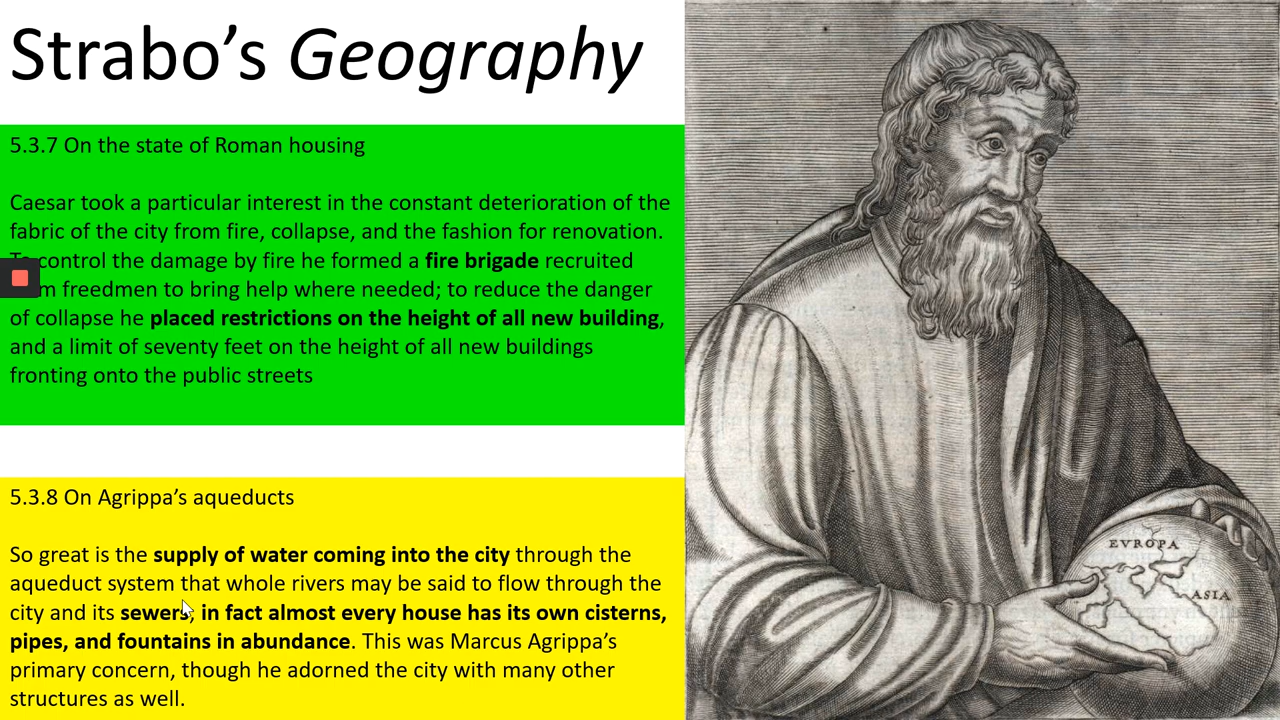 Strabo's Geography
5.3.7 On the state of Roman housing
Caesar took a particular interest in the constant deterioration of the
fabric of the city from fire, collapse, and the fashion for renovation.
To control the damage by fire he formed a fire brigade recruited
from freedmen to bring help where needed; to reduce the danger
of collapse he placed restrictions on the height of all new building,
and a limit of seventy feet on the height of all new buildings
fronting onto the public streets
5.3.8 On Agrippa's aqueducts
So great is the supply of water coming into the city through the
aqueduct system that whole rivers may be said to flow through the
city and its sewers; in fact almost every house has its own cisterns,
pipes, and fountains in abundance. This was Marcus Agrippa's
primary concern, though he adorned the city with many other
structures as well.
EVROPA
ASIA